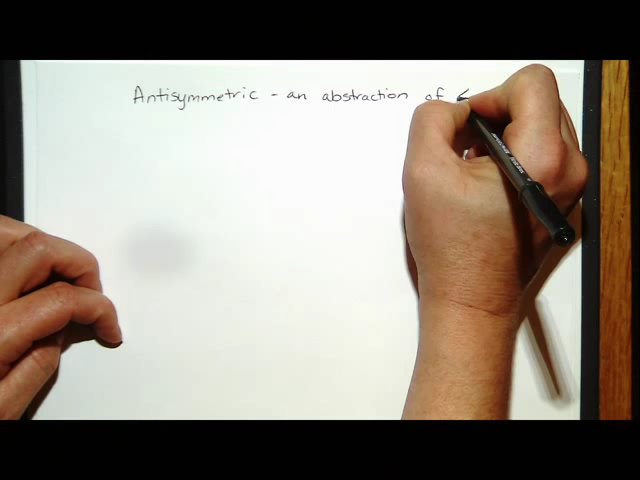 Antisymmetric - an abstraction of <